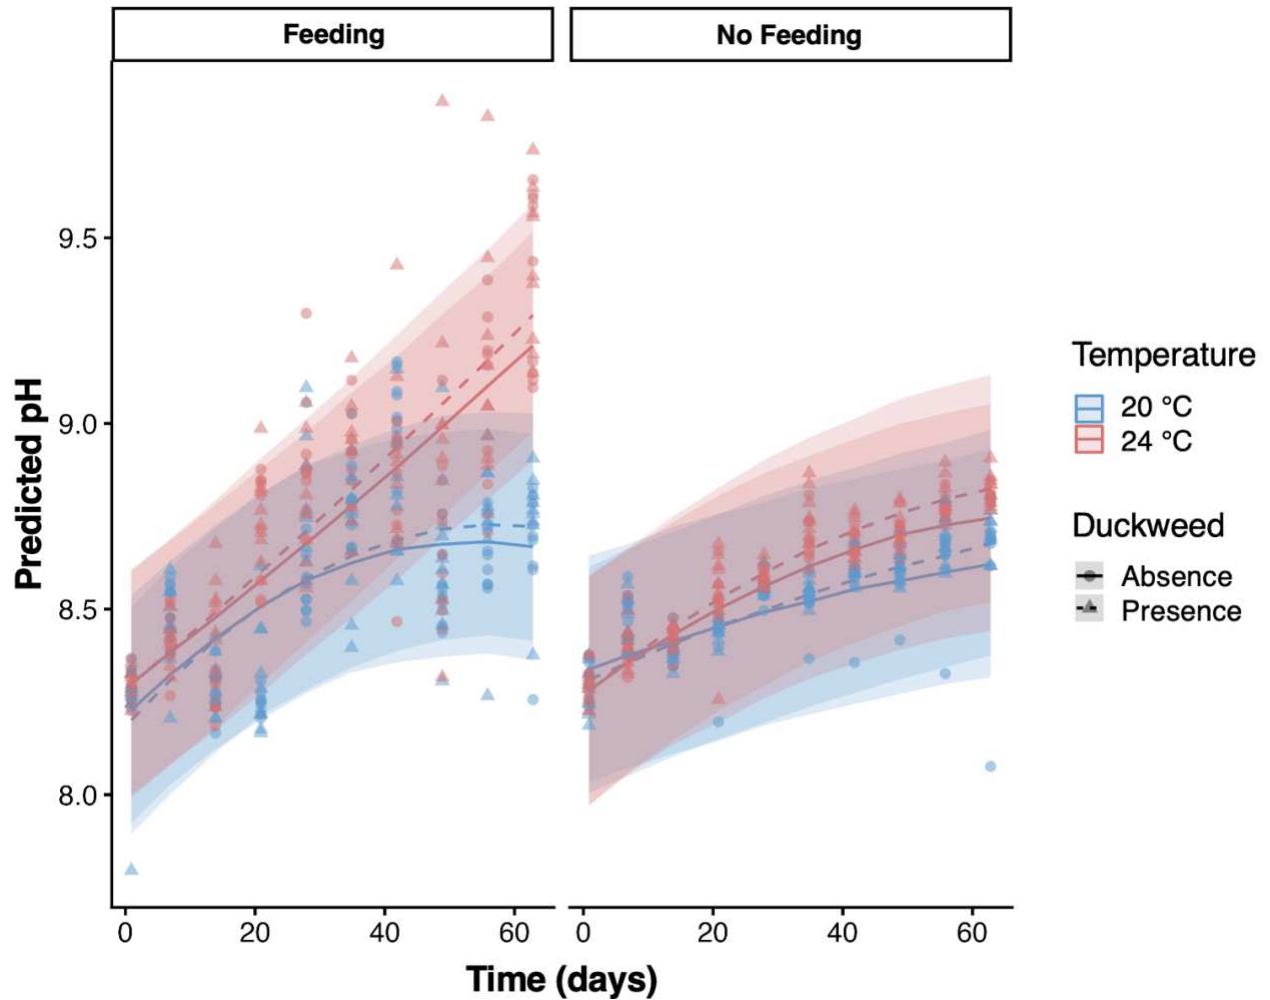 Feeding
No Feeding
Predicted pH
9.5
9.0
8.5
8.0
0 20 40 60
0 20 40 60
Time (days)
Temperature
20 °C
24 °C
Duckweed
Absence
Presence